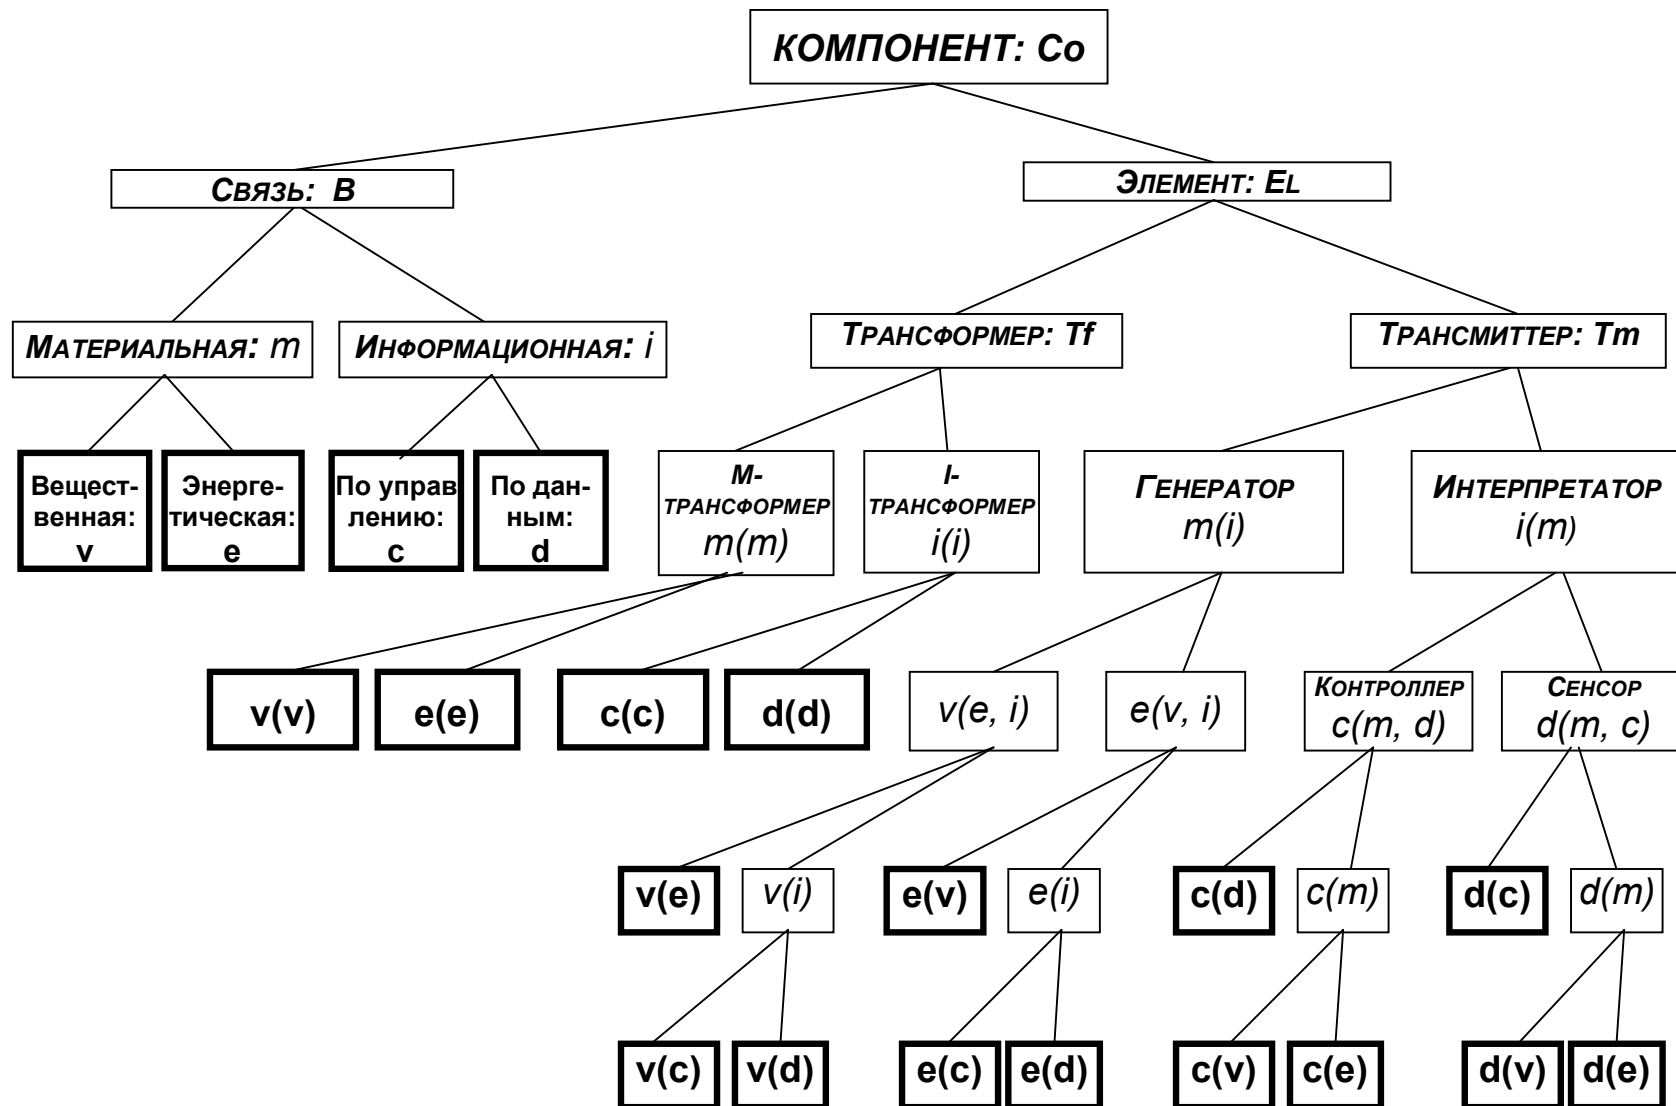 КОМПОНЕНТ: Co
СВЯЗЬ: B
ЭЛЕМЕНТ: EL
МАТЕРИАЛЬНАЯ: m
ИНФОРМАЦИОННАЯ: i
ТРАНСФОРМЕР: Tf
ТРАНСМИТТЕР: Tm
Вещест-
венная:
v
Энерге-
тическая:
e
По управ
лению:
c
По дан-
ным:
d
M-
ТРАНСФОРМЕР
m(m)
I-
ТРАНСФОРМЕР
i(i)
ГЕНЕРАТОР
m(i)
ИНТЕРПРЕТАТОР
i(m)
v(v)
e(e)
c(c)
d(d)
v(e, i)
e(v, i)
КОНТРОЛЛЕР
c(m, d)
СЕНСОР
d(m, c)
v(e)
v(i)
e(v)
e(i)
c(d)
c(m)
d(c)
d(m)
v(c)
v(d)
e(c)
e(d)
c(v)
c(e)
d(v)
d(e)